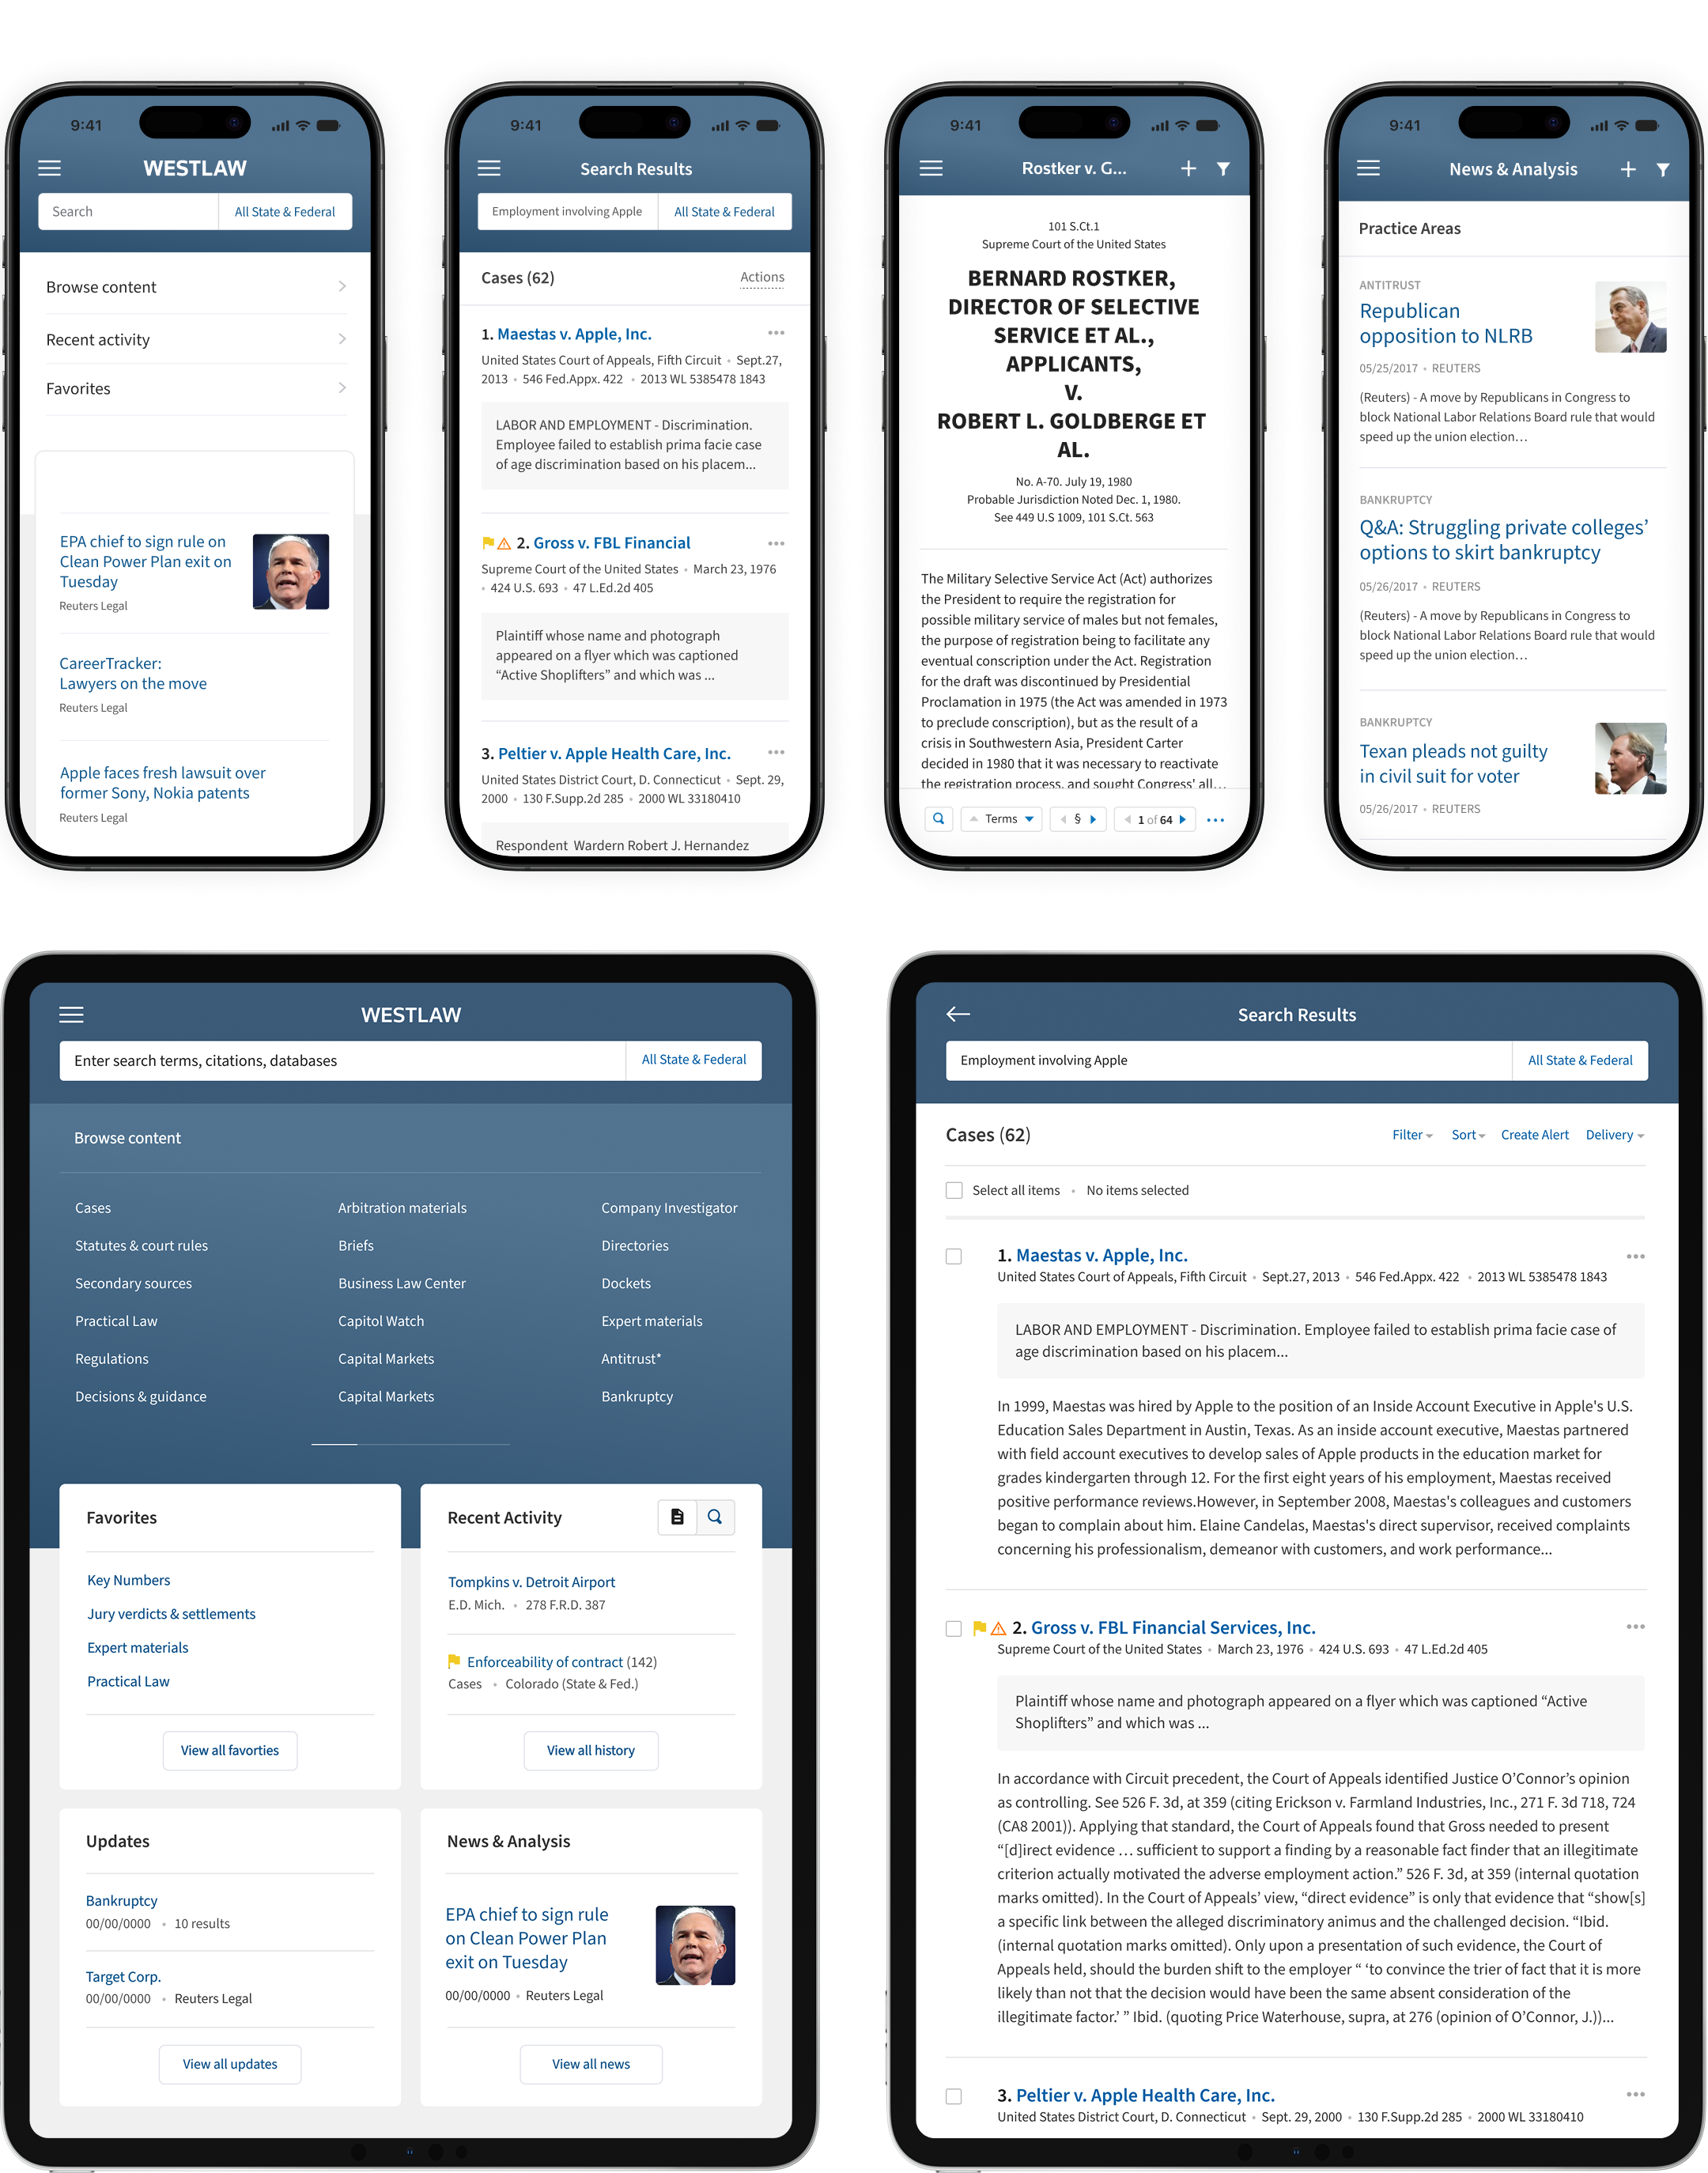 9:41
WESTLAW
Search
All State & Federal
Browse content
Recent activity
Favorites
EPA chief to sign rule on
Clean Power Plan exit on
Tuesday
Reuters Legal
CareerTracker:
Lawyers on the move
Reuters Legal
Apple faces fresh lawsuit over
former Sony, Nokia patents
Reuters Legal
9:41
Search Results
Employment involving Apple
All State & Federal
Cases (62)
Actions
1. Maestas v. Apple, Inc.
United States Court of Appeals, Fifth Circuit • Sept.27,
2013 • 546 Fed.Appx. 422 • 2013 WL 5385478 1843
LABOR AND EMPLOYMENT - Discrimination.
Employee failed to establish prima facie case
of age discrimination based on his placem...
2. Gross v. FBL Financial
Supreme Court of the United States • March 23, 1976
• 424 U.S. 693 • 47 L.Ed.2d 405
Plaintiff whose name and photograph
appeared on a flyer which was captioned
“Active Shoplifters” and which was ...
3. Peltier v. Apple Health Care, Inc.
United States District Court, D. Connecticut • Sept. 29,
2000 • 130 F.Supp.2d 285 • 2000 WL 33180410
Respondent Wardern Robert J. Hernandez
9:41
Rostker v. G...
101 S.Ct.1
Supreme Court of the United States
BERNARD ROSTKER,
DIRECTOR OF SELECTIVE
SERVICE ET AL.,
APPLICANTS,
V.
ROBERT L. GOLDBERGE ET
AL.
No. A-70. July 19, 1980
Probable Jurisdiction Noted Dec. 1, 1980.
See 449 U.S 1009, 101 S.Ct. 563
The Military Selective Service Act (Act) authorizes
the President to require the registration for
possible military service of males but not females,
the purpose of registration being to facilitate any
eventual conscription under the Act. Registration
for the draft was discontinued by Presidential
Proclamation in 1975 (the Act was amended in 1973
to preclude conscription), but as the result of a
crisis in Southwestern Asia, President Carter
decided in 1980 that it was necessary to reactivate
the registration process, and sought Congress' all...
Terms
§
1 of 64
9:41
News & Analysis
Practice Areas
ANTITRUST
Republican
opposition to NLRB
05/25/2017 • REUTERS
(Reuters) - A move by Republicans in Congress to
block National Labor Relations Board rule that would
speed up the union election…
BANKRUPTCY
Q&A: Struggling private colleges’
options to skirt bankruptcy
05/26/2017 • REUTERS
(Reuters) - A move by Republicans in Congress to
block National Labor Relations Board rule that would
speed up the union election…
BANKRUPTCY
Texan pleads not guilty
in civil suit for voter
05/26/2017 • REUTERS
WESTLAW
Enter search terms, citations, databases
All State & Federal
Browse content
Cases
Statutes & court rules
Secondary sources
Practical Law
Regulations
Decisions & guidance
Arbitration materials
Briefs
Business Law Center
Capitol Watch
Capital Markets
Capital Markets
Company Investigator
Directories
Dockets
Expert materials
Antitrust*
Bankruptcy
Favorites
Key Numbers
Jury verdicts & settlements
Expert materials
Practical Law
View all favorties
Recent Activity
Tompkins v. Detroit Airport
E.D. Mich. • 278 F.R.D. 387
Enforceability of contract (142)
Cases • Colorado (State & Fed.)
View all history
Updates
Bankruptcy
00/00/0000 • 10 results
Target Corp.
00/00/0000 • Reuters Legal
View all updates
News & Analysis
EPA chief to sign rule
on Clean Power Plan
exit on Tuesday
00/00/0000 • Reuters Legal
View all news
Search Results
Employment involving Apple
All State & Federal
Cases (62)
Filter
Sort
Create Alert
Delivery
Select all items • No items selected
1. Maestas v. Apple, Inc.
United States Court of Appeals, Fifth Circuit • Sept.27, 2013 • 546 Fed.Appx. 422 • 2013 WL 5385478 1843
LABOR AND EMPLOYMENT - Discrimination. Employee failed to establish prima facie case of
age discrimination based on his placem...
In 1999, Maestas was hired by Apple to the position of an Inside Account Executive in Apple's U.S.
Education Sales Department in Austin, Texas. As an inside account executive, Maestas partnered
with field account executives to develop sales of Apple products in the education market for
grades kindergarten through 12. For the first eight years of his employment, Maestas received
positive performance reviews.However, in September 2008, Maestas's colleagues and customers
began to complain about him. Elaine Candelas, Maestas's direct supervisor, received complaints
concerning his professionalism, demeanor with customers, and work performance...
2. Gross v. FBL Financial Services, Inc.
Supreme Court of the United States • March 23, 1976 • 424 U.S. 693 • 47 L.Ed.2d 405
Plaintiff whose name and photograph appeared on a flyer which was captioned “Active
Shoplifters” and which was ...
In accordance with Circuit precedent, the Court of Appeals identified Justice O’Connor’s opinion
as controlling. See 526 F. 3d, at 359 (citing Erickson v. Farmland Industries, Inc., 271 F. 3d 718, 724
(CA8 2001)). Applying that standard, the Court of Appeals found that Gross needed to present
“[d]irect evidence … sufficient to support a finding by a reasonable fact finder that an illegitimate
criterion actually motivated the adverse employment action.” 526 F. 3d, at 359 (internal quotation
marks omitted). In the Court of Appeals’ view, “direct evidence” is only that evidence that “show[s]
a specific link between the alleged discriminatory animus and the challenged decision. “Ibid.
(internal quotation marks omitted). Only upon a presentation of such evidence, the Court of
Appeals held, should the burden shift to the employer “ ‘to convince the trier of fact that it is more
likely than not that the decision would have been the same absent consideration of the
illegitimate factor.’ ” Ibid. (quoting Price Waterhouse, supra, at 276 (opinion of O’Connor, J.))...
3. Peltier v. Apple Health Care, Inc.
United States District Court, D. Connecticut • Sept. 29, 2000 • 130 F.Supp.2d 285 • 2000 WL 33180410